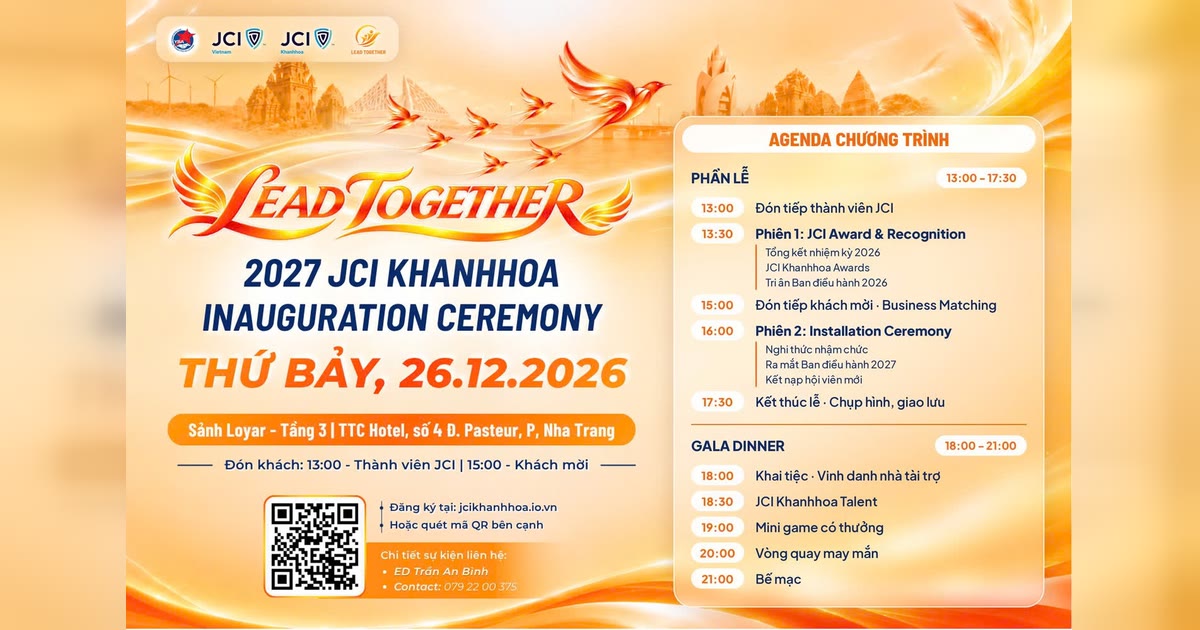 YBA
JCI
Vietnam
JCI
Khanhhoa
LEAD TOGETHER
LEAD TOGETHER
2027 JCI KHANHHOA
INAUGURATION CEREMONY
THỨ BẢY, 26.12.2026
Sảnh Loyar - Tầng 3 | TTC Hotel, số 4 Đ. Pasteur, P, Nha Trang
Đón khách: 13:00 - Thành viên JCI | 15:00 - Khách mời
Đăng ký tại: jcikhanhhoa.io.vn
Hoặc quét mã QR bên cạnh
Chi tiết sự kiện liên hệ:
• ED Trần An Bình
• Contact: 079 22 00 375
AGENDA CHƯƠNG TRÌNH
PHẦN LỄ 13:00 - 17:30
13:00 Đón tiếp thành viên JCI
13:30 Phiên 1: JCI Award & Recognition
Tổng kết nhiệm kỳ 2026
JCI Khanhhoa Awards
Tri ân Ban điều hành 2026
15:00 Đón tiếp khách mời · Business Matching
16:00 Phiên 2: Installation Ceremony
Nghi thức nhậm chức
Ra mắt Ban điều hành 2027
Kết nạp hội viên mới
17:30 Kết thúc lễ · Chụp hình, giao lưu
GALA DINNER 18:00 - 21:00
18:00 Khai tiệc · Vinh danh nhà tài trợ
18:30 JCI Khanhhoa Talent
19:00 Mini game có thưởng
20:00 Vòng quay may mắn
21:00 Bế mạc